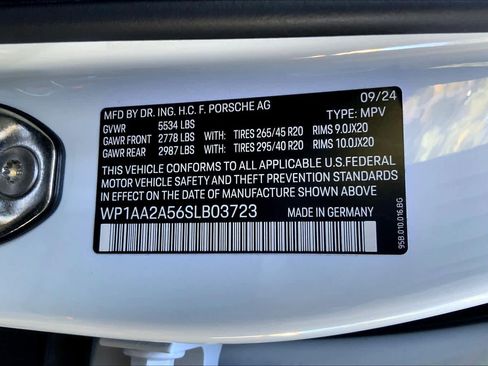 MFD BY DR. ING. H.C. F. PORSCHE AG 09/24
GVWR 5534 LBS TYPE: MPV
GAWR FRONT 2778 LBS WITH: TIRES 265/45 R20 RIMS 9.0JX20
GAWR REAR 2987 LBS WITH: TIRES 295/40 R20 RIMS 10.0JX20
THIS VEHICLE CONFORMS TO ALL APPLICABLE U.S.FEDERAL
MOTOR VEHICLE SAFETY AND THEFT PREVENTION STANDARDS
IN EFFECT ON THE DATE OF MANUFACTURE SHOWN ABOVE
WP1AA2A56SLB03723 MADE IN GERMANY
95B.010.016.BG